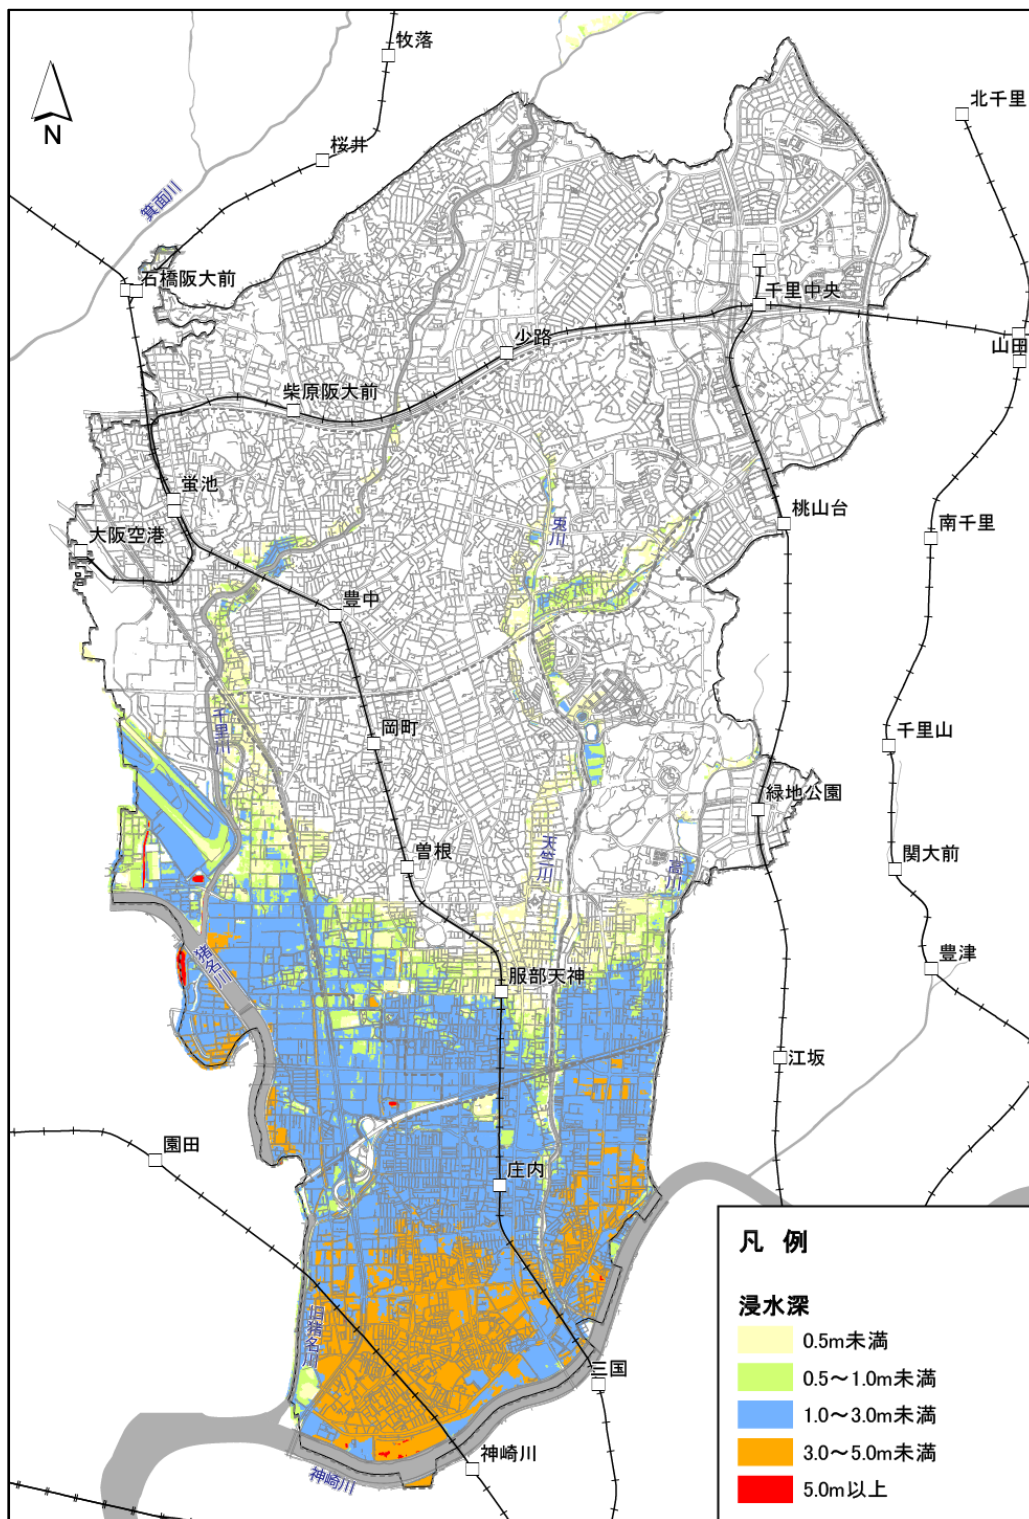 牧落
北千里
N
桜井
箕面川
石橋阪大前
千里中央
少路
山田
柴原阪大前
蛍池
桃山台
大阪空港
兎川
南千里
豊中
千里川
岡町
千里山
緑地公園
曽根
天竺川
高川
関大前
猪名川
服部天神
豊津
江坂
園田
庄内
旧猪名川
三国
神崎川
神崎川
凡 例
浸水深
0.5m未満
0.5～1.0m未満
1.0～3.0m未満
3.0～5.0m未満
5.0m以上